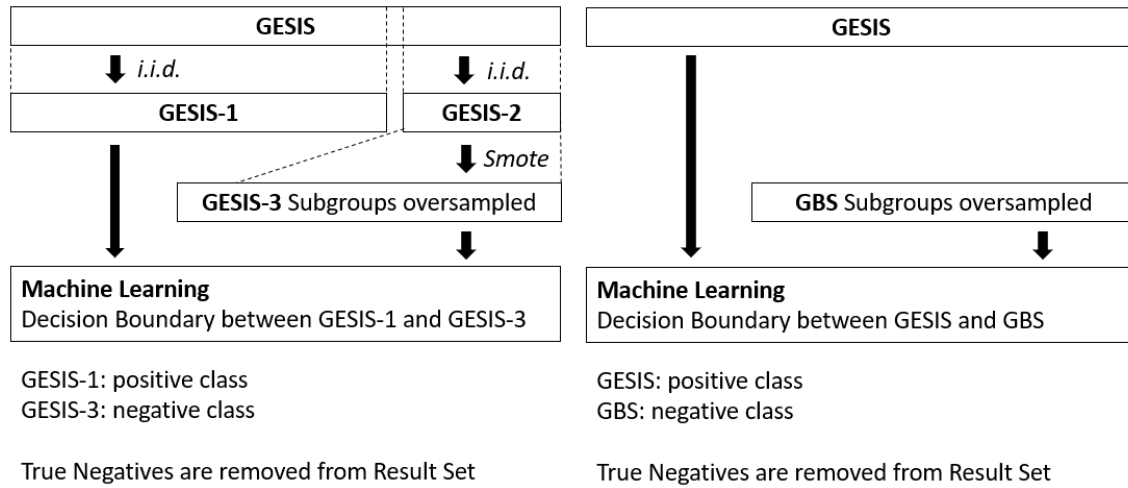 GESIS
i.i.d.
i.i.d.
GESIS-1
GESIS-2
Smote
GESIS-3 Subgroups oversampled
Machine Learning
Decision Boundary between GESIS-1 and GESIS-3
GESIS-1: positive class
GESIS-3: negative class
True Negatives are removed from Result Set
GESIS
GBS Subgroups oversampled
Machine Learning
Decision Boundary between GESIS and GBS
GESIS: positive class
GBS: negative class
True Negatives are removed from Result Set